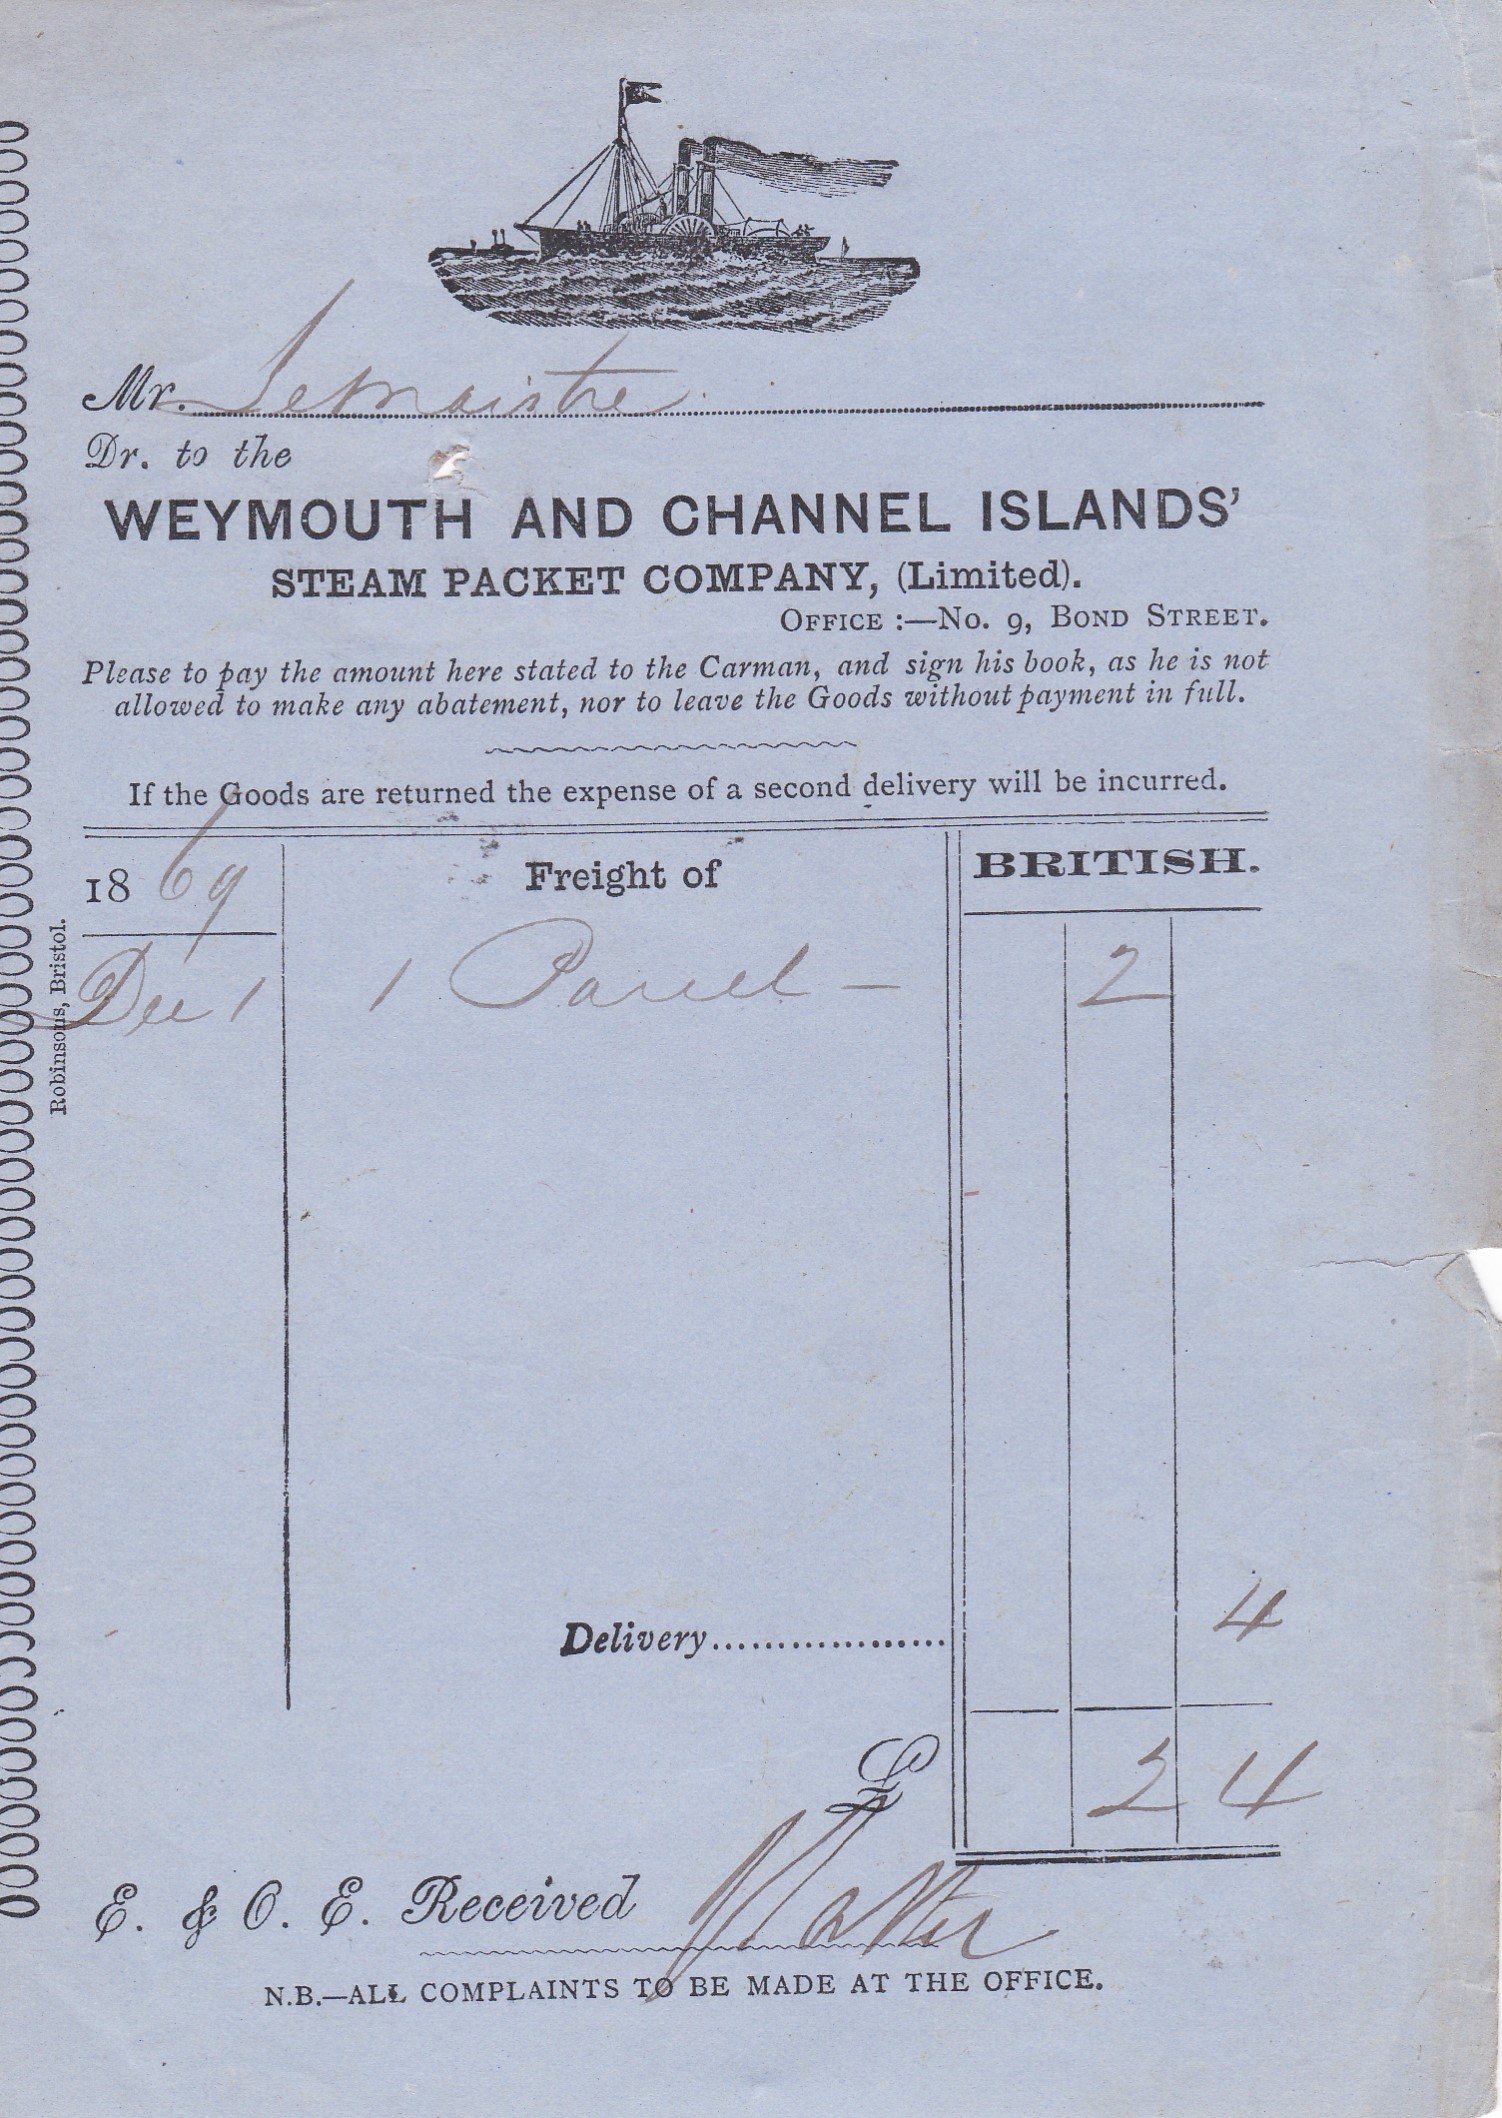 Mr. LeMaistre
Dr. to the
WEYMOUTH AND CHANNEL ISLANDS'
STEAM PACKET COMPANY, (Limited).
OFFICE :—No. 9, BOND STREET.
Please to pay the amount here stated to the Carman, and sign his book, as he is not
allowed to make any abatement, nor to leave the Goods without payment in full.
If the Goods are returned the expense of a second delivery will be incurred.
1869 Freight of BRITISH.
Dec 1 1 Parcel — 2
Robinsons, Bristol.
Delivery................... 4
£ 2 4
E. & O. E. Received
N.B.—ALL COMPLAINTS TO BE MADE AT THE OFFICE.